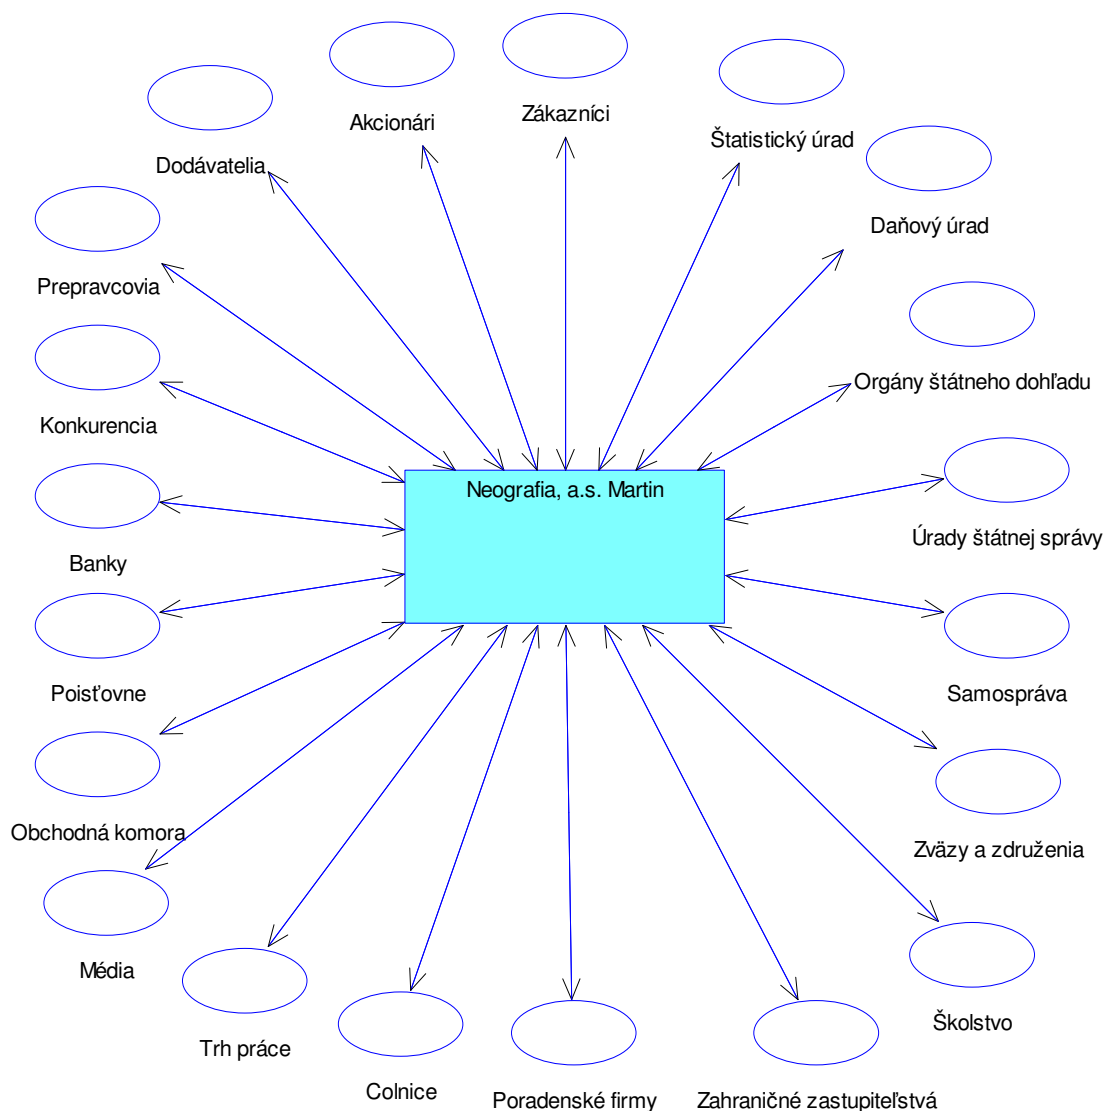 Zákazníci
Akcionári
Štatistický úrad
Dodávatelia
Daňový úrad
Prepravcovia
Orgány štátneho dohľadu
Konkurencia
Neografia, a.s. Martin
Úrady štátnej správy
Banky
Poisťovne
Samospráva
Obchodná komora
Zväzy a združenia
Média
Školstvo
Trh práce
Colnice
Poradenské firmy
Zahraničné zastupiteľstvá